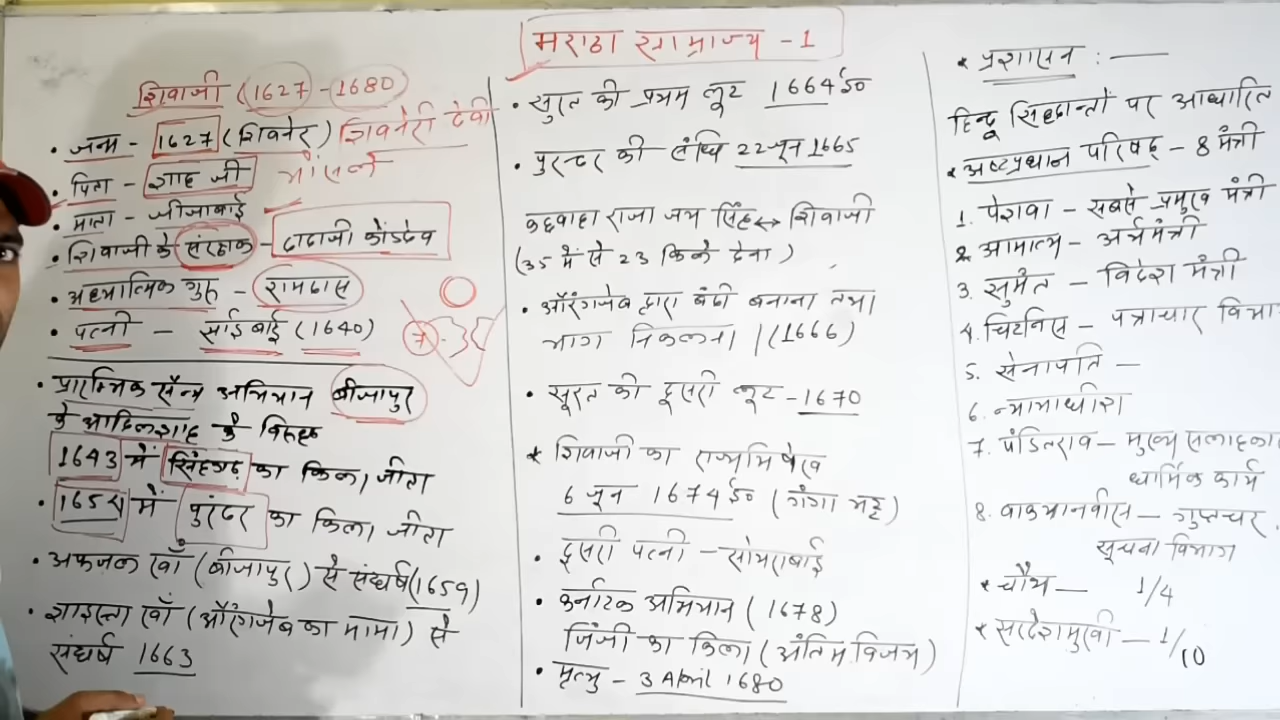 मराठा साम्राज्य - 1
शिवाजी (1627 - 1680)
• जन्म - 1627 (शिवनेर) शिवनेरी देवी
• पिता - शाह जी भोंसले
• माता - जीजाबाई
• शिवाजी के संरक्षक - दादाजी कोंडदेव
• अध्यात्मिक गुरु - रामदास
• पत्नी - साईबाई (1640)
7
• प्रारम्भिक सैन्य अभियान बीजापुर
के आदिलशाह के विरुद्ध
1643 में सिंहगढ़ का किला जीता
• 1654 में पुरंदर का किला जीता
• अफजल खाँ (बीजापुर) से संघर्ष (1659)
• शाइस्ता खाँ (औरंगजेब का मामा) से
संघर्ष 1663
• सुरत की प्रथम लूट 1664 ई०
• पुरन्दर की संधि 22 जून 1665
कछवाहा राजा जय सिंह ↔ शिवाजी
(35 में से 23 किले देना)
• औरंगजेब द्वारा बंदी बनाना तथा
भाग निकलना (1666)
• सूरत की दूसरी लूट - 1670
* शिवाजी का राज्यभिषेख
6 जून 1674 ई० (गंगा भट्ट)
• दूसरी पत्नी - सोयराबाई
• कर्नाटक अभियान (1678)
जिंजी का किला (अंतिम विजय)
• मृत्यु - 3 April 1680
* प्रशासन : —
हिन्दू सिद्धान्तों पर आधारित
* अष्टप्रधान परिषद् - 8 मंत्री
1. पेशवा - सबसे प्रमुख मंत्री
2. आमात्य - अर्थमंत्री
3. सुमंत - विदेश मंत्री
4. चिटनिस - पत्राचार विभा
5. सेनापति -
6. न्यायाधीश
7. पंडितराव - मुख्य सलाहका
धार्मिक कार्य
8. वाकयानवीस - गुप्तचर
सूचना विभाग
* चौथ - 1/4
* सरदेशमुखी - 1/10